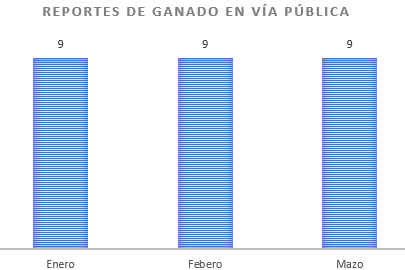 REPORTES DE GANADO EN VÍA PÚBLICA
9 9 9
Enero Febero Mazo